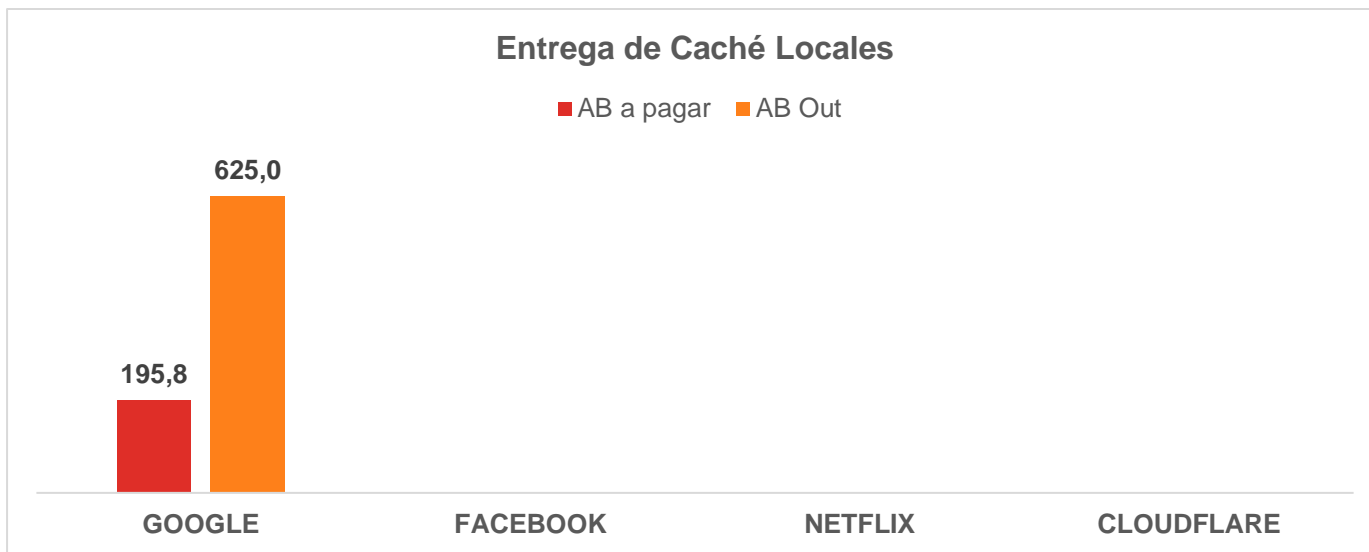 Entrega de Caché Locales
AB a pagar AB Out
625,0
195,8
GOOGLE FACEBOOK NETFLIX CLOUDFLARE